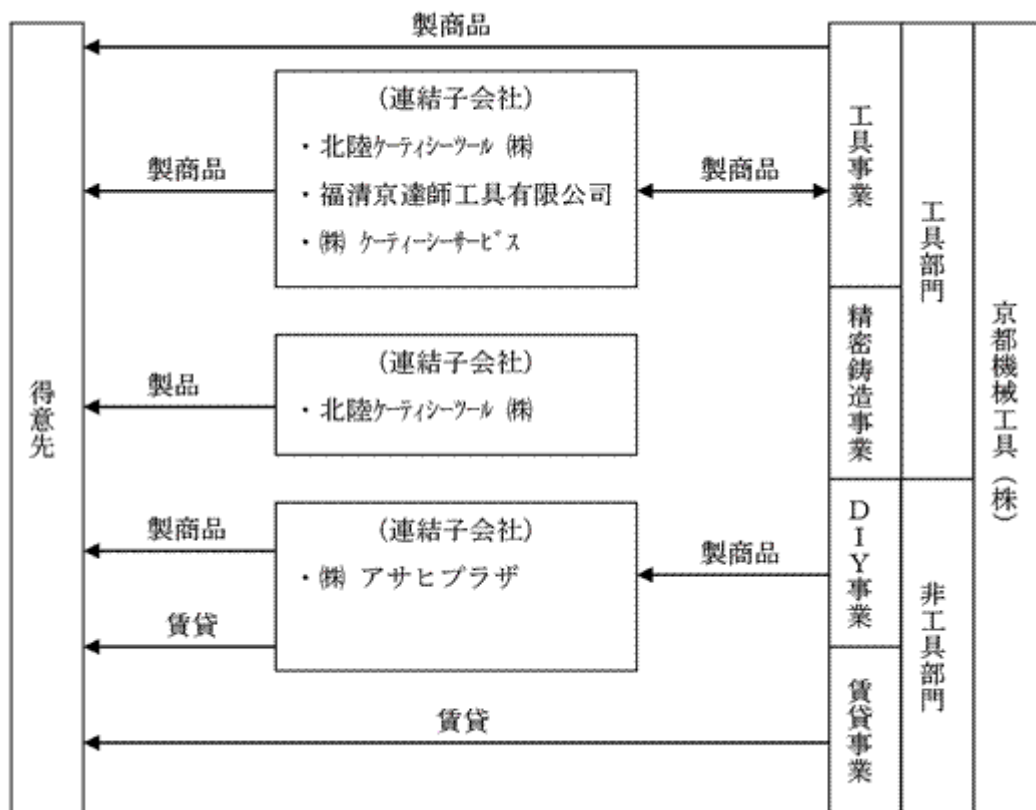 製商品
(連結子会社)
・北陸ｹｰﾃｨｼｰﾂｰﾙ ㈱
・福清京達師工具有限公司
・㈱ ｹｰﾃｨｰｼｰｻｰﾋﾞｽ
製商品
製商品
(連結子会社)
・北陸ｹｰﾃｨｼｰﾂｰﾙ ㈱
製品
(連結子会社)
・㈱ アサヒプラザ
製商品
製商品
賃貸
賃貸
得意先
工具事業
精密鋳造事業
DIY事業
賃貸事業
工具部門
非工具部門
京都機械工具(株)